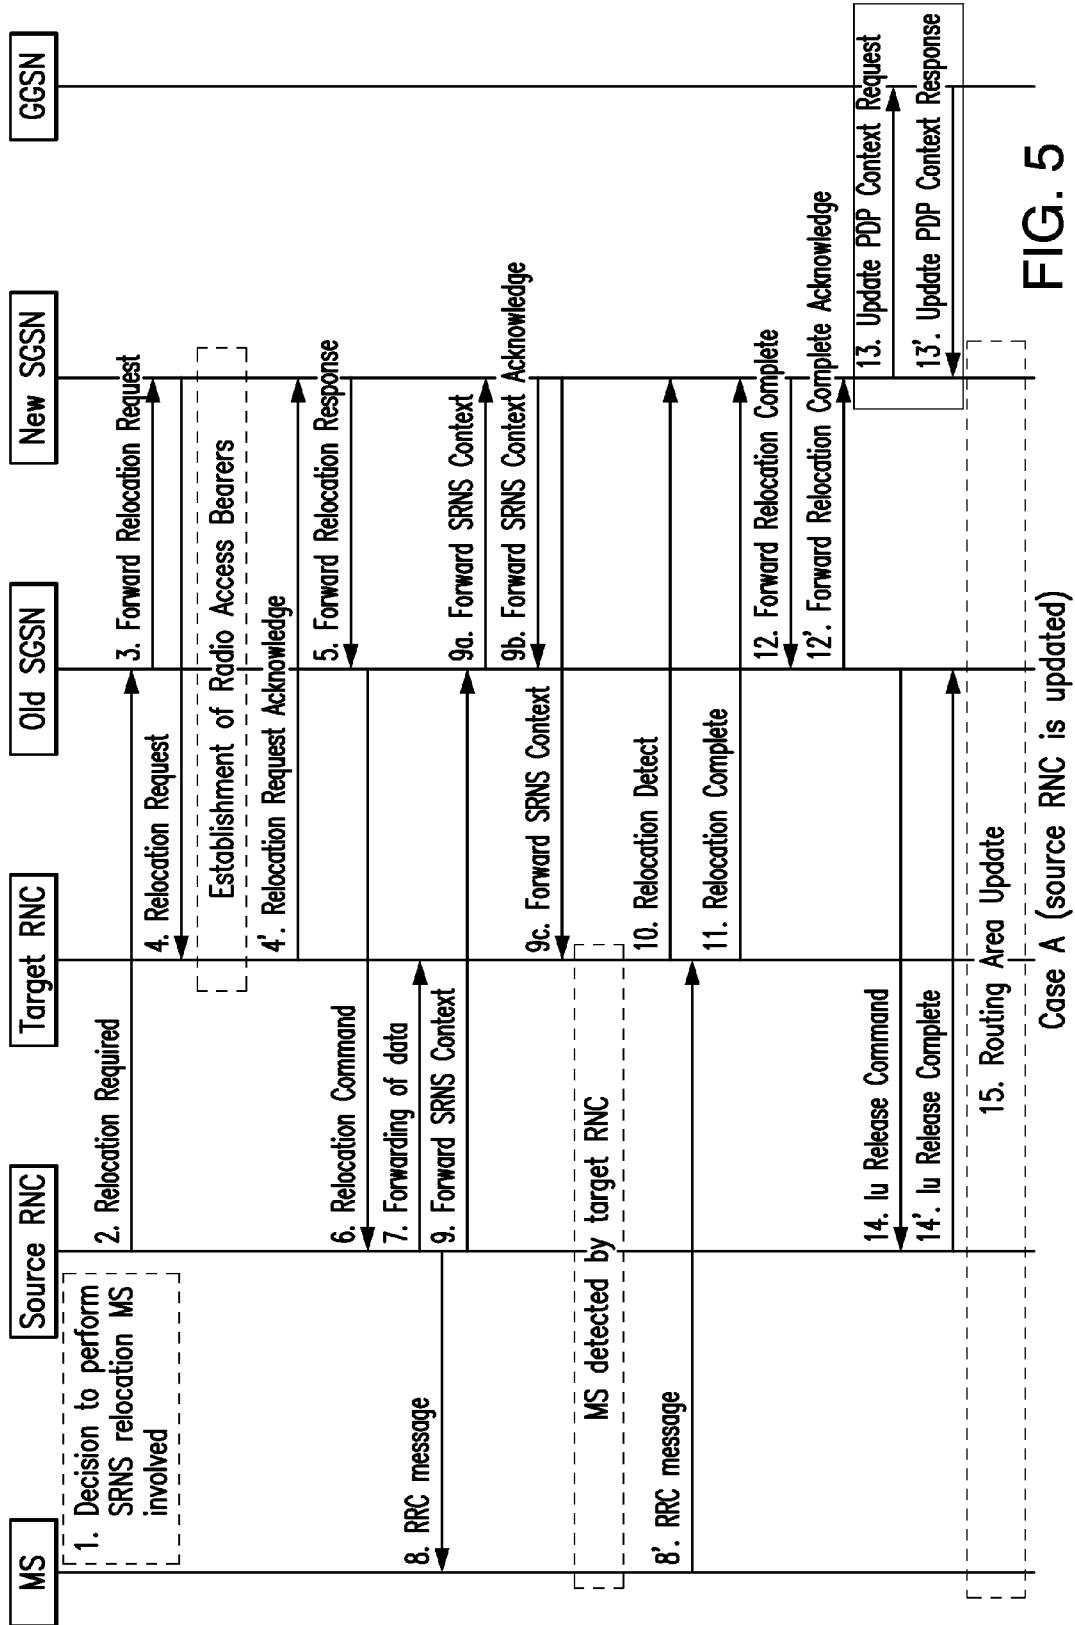 MS
Source RNC
Target RNC
Old SGSN
New SGSN
GGSN
1. Decision to perform
SRNS relocation MS
involved
2. Relocation Required
3. Forward Relocation Request
4. Relocation Request
Establishment of Radio Access Bearers
4'. Relocation Request Acknowledge
5. Forward Relocation Response
6. Relocation Command
7. Forwarding of data
8. RRC message
9. Forward SRNS Context
9a. Forward SRNS Context
9b. Forward SRNS Context Acknowledge
9c. Forward SRNS Context
MS detected by target RNC
10. Relocation Detect
8'. RRC message
11. Relocation Complete
12. Forward Relocation Complete
12'. Forward Relocation Complete Acknowledge
13. Update PDP Context Request
14. Iu Release Command
13'. Update PDP Context Response
14'. Iu Release Complete
15. Routing Area Update
Case A (source RNC is updated)
FIG. 5